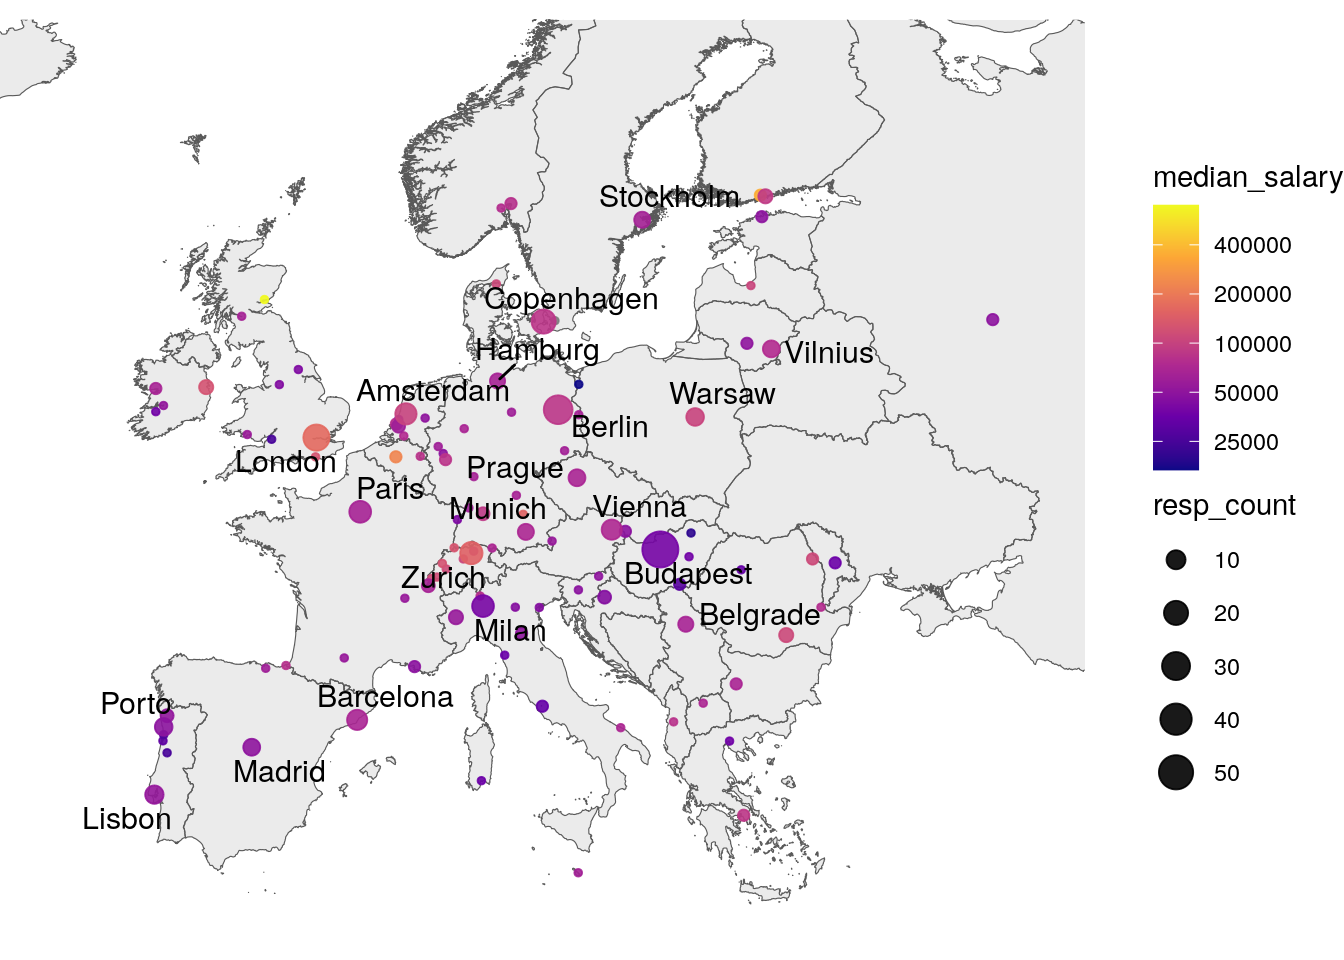 Stockholm
Copenhagen
Hamburg
Vilnius
Amsterdam
Warsaw
Berlin
London
Prague
Paris
Munich
Vienna
Zurich
Budapest
Belgrade
Milan
Barcelona
Porto
Madrid
Lisbon
median_salary
400000
200000
100000
50000
25000
resp_count
10
20
30
40
50